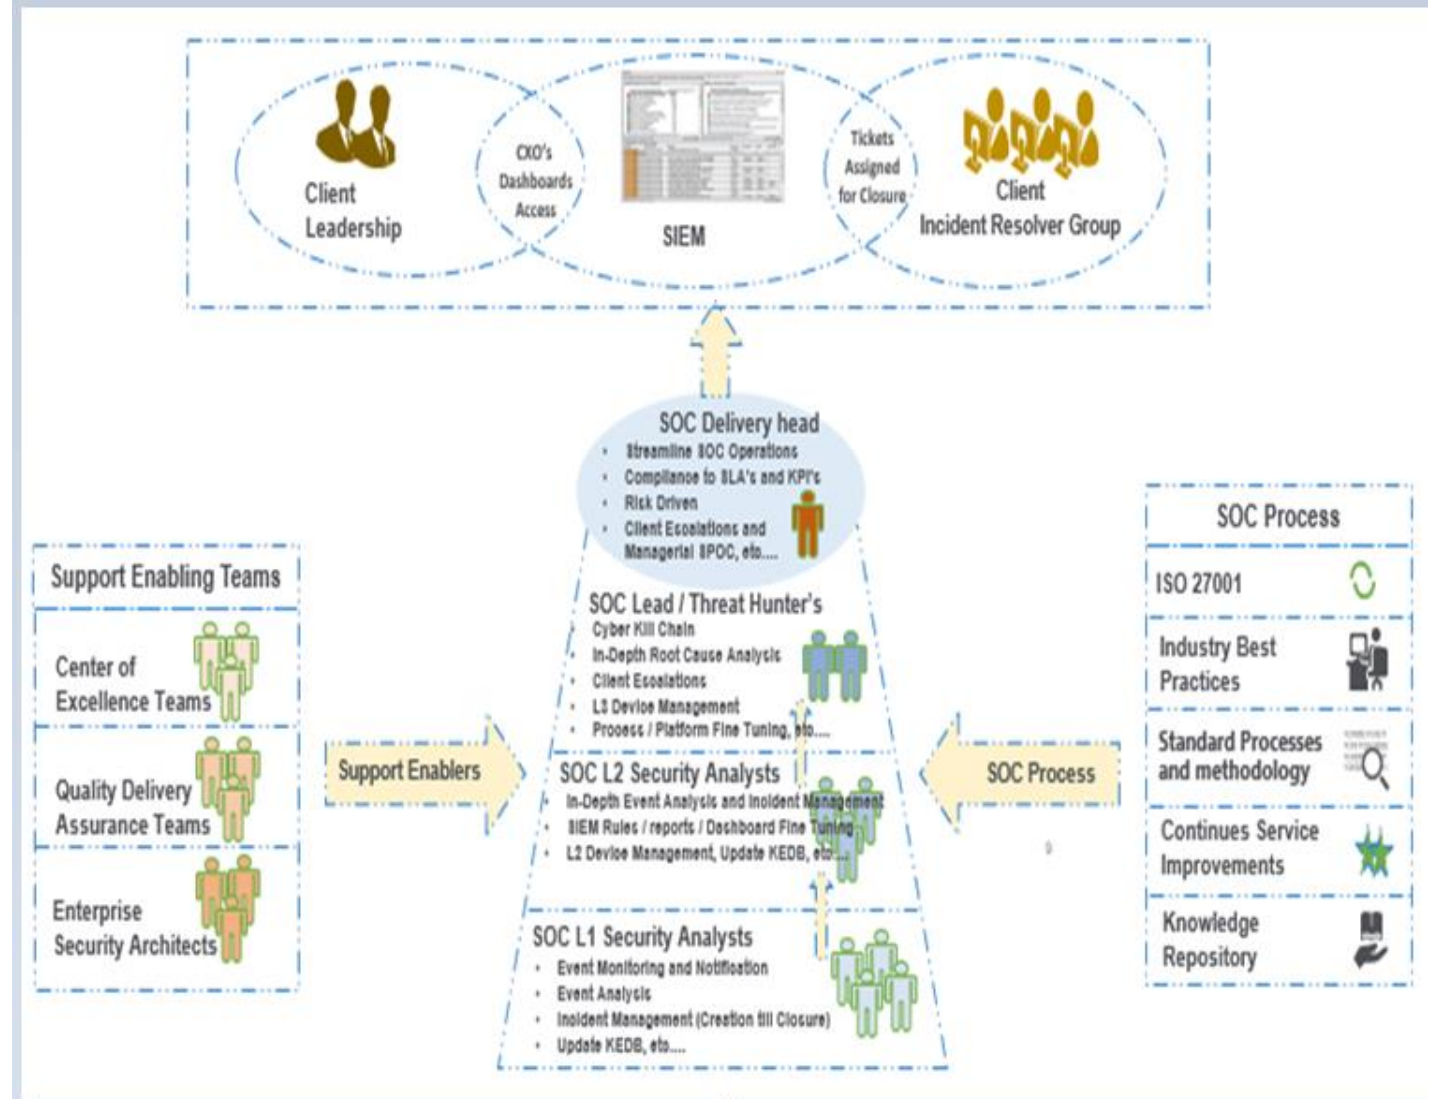 Client
Leadership
CXO's
Dashboards
Access
SIEM
Tickets
Assigned
for Closure
Client
Incident Resolver Group
SOC Delivery head
Streamline SOC Operations
Compliance to SLA's and KPI's
Risk Driven
Client Escalations and
Managerial SPOC, etc....
Support Enabling Teams
Center of
Excellence Teams
Quality Delivery
Assurance Teams
Enterprise
Security Architects
Support Enablers
SOC Lead / Threat Hunter's
Cyber Kill Chain
In-Depth Root Cause Analysis
Client Escalations
L3 Device Management
Process / Platform Fine Tuning, etc....
SOC L2 Security Analysts
In-Depth Event Analysis and Incident Management
SIEM Rules / reports / Dashboard Fine Tuning
L2 Device Management, Update KEDB, etc....
SOC L1 Security Analysts
Event Monitoring and Notification
Event Analysis
Incident Management (Creation till Closure)
Update KEDB, etc....
SOC Process
SOC Process
ISO 27001
Industry Best
Practices
Standard Processes
and methodology
Continues Service
Improvements
Knowledge
Repository